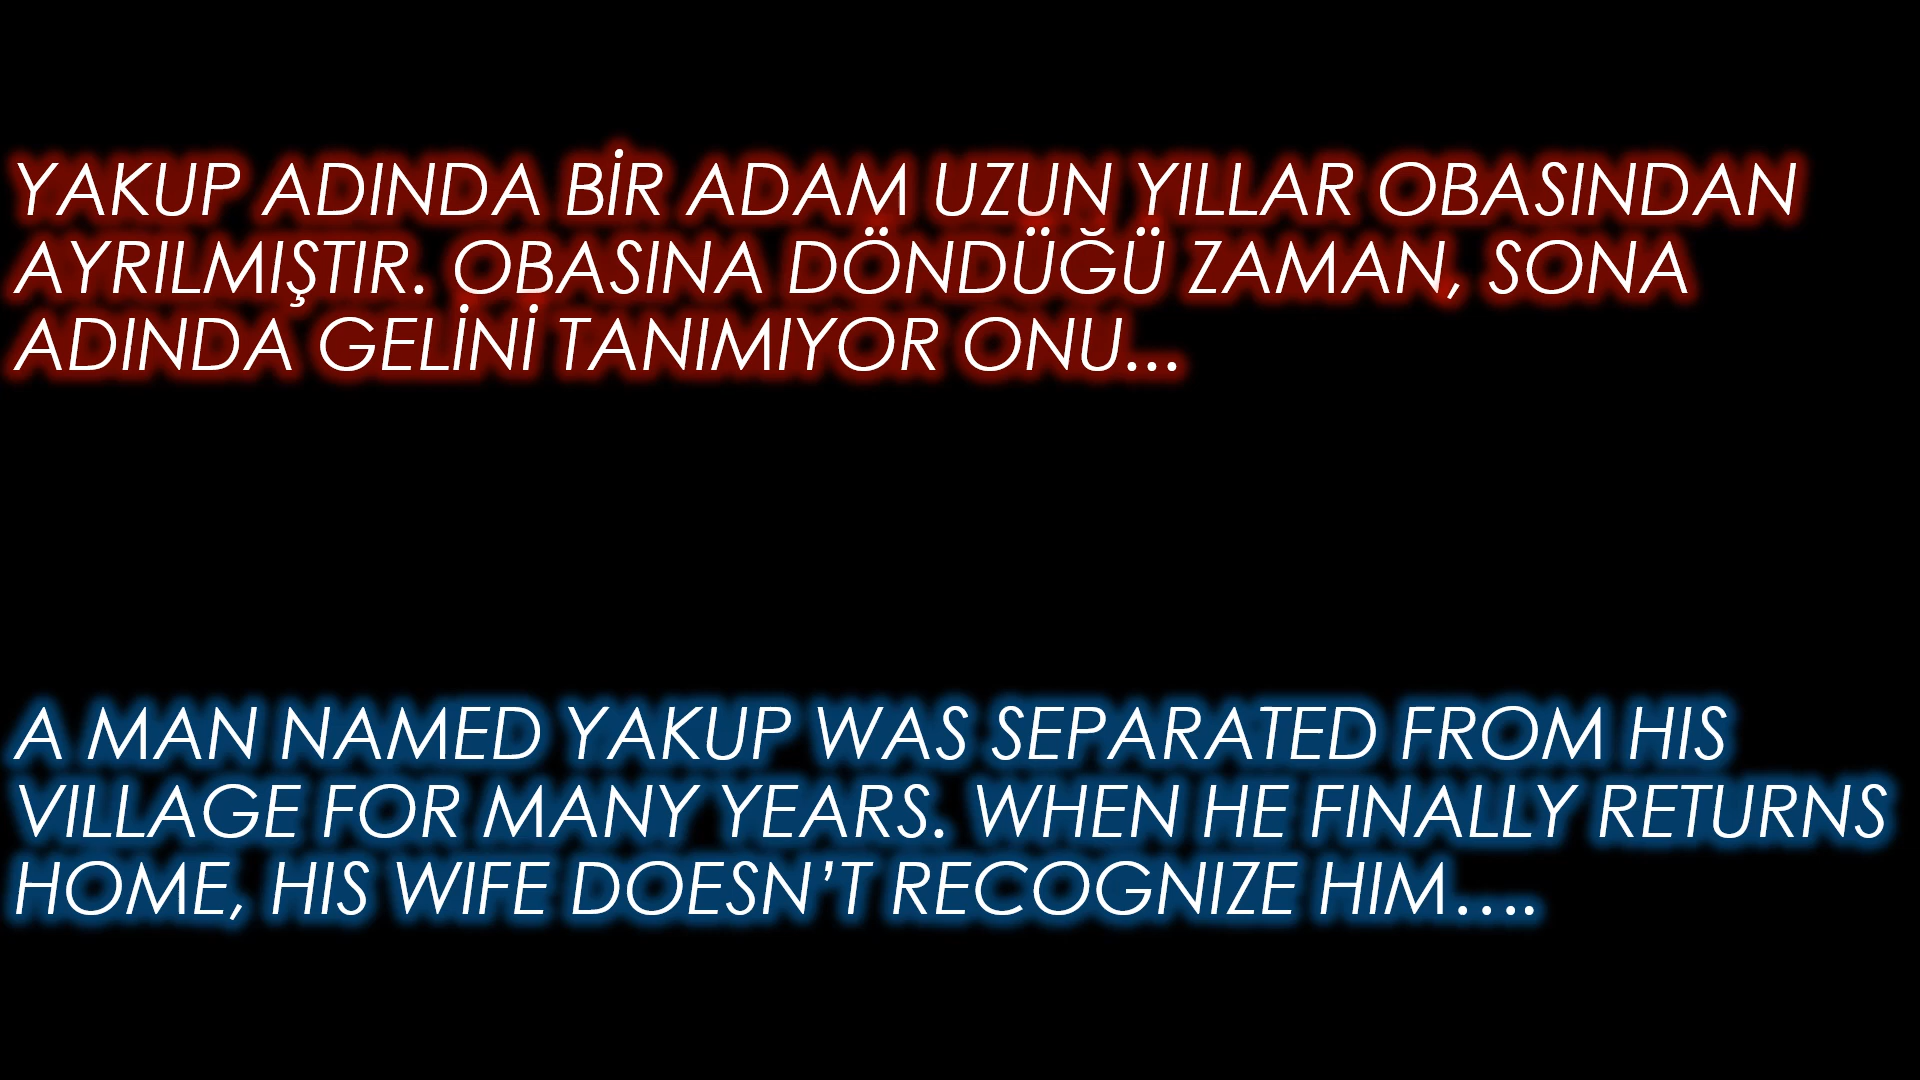 YAKUP ADINDA BİR ADAM UZUN YILLAR OBASINDAN
AYRILMIŞTIR. OBASINA DÖNDÜĞÜ ZAMAN, SONA
ADINDA GELİNİ TANIMIYOR ONU...
A MAN NAMED YAKUP WAS SEPARATED FROM HIS
VILLAGE FOR MANY YEARS. WHEN HE FINALLY RETURNS
HOME, HIS WIFE DOESN’T RECOGNIZE HIM....